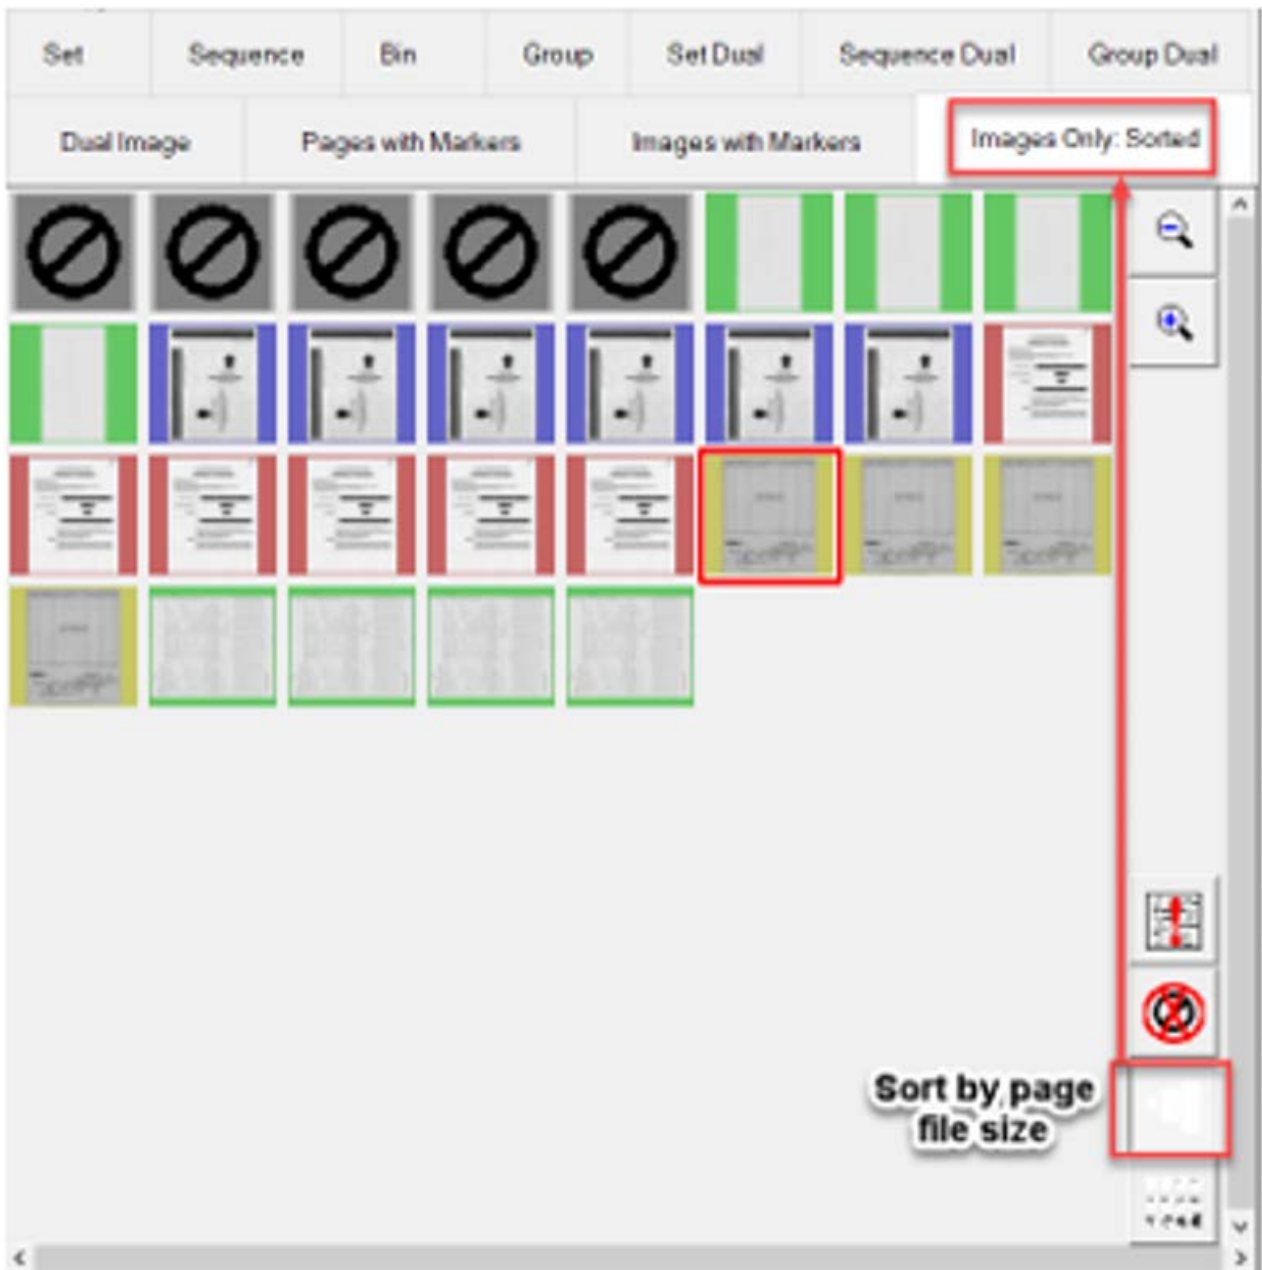 Set Sequence Bin Group Set Dual Sequence Dual Group Dual
Dual Image Pages with Markers Images with Markers Images Only: Sorted
Sort by page
file size